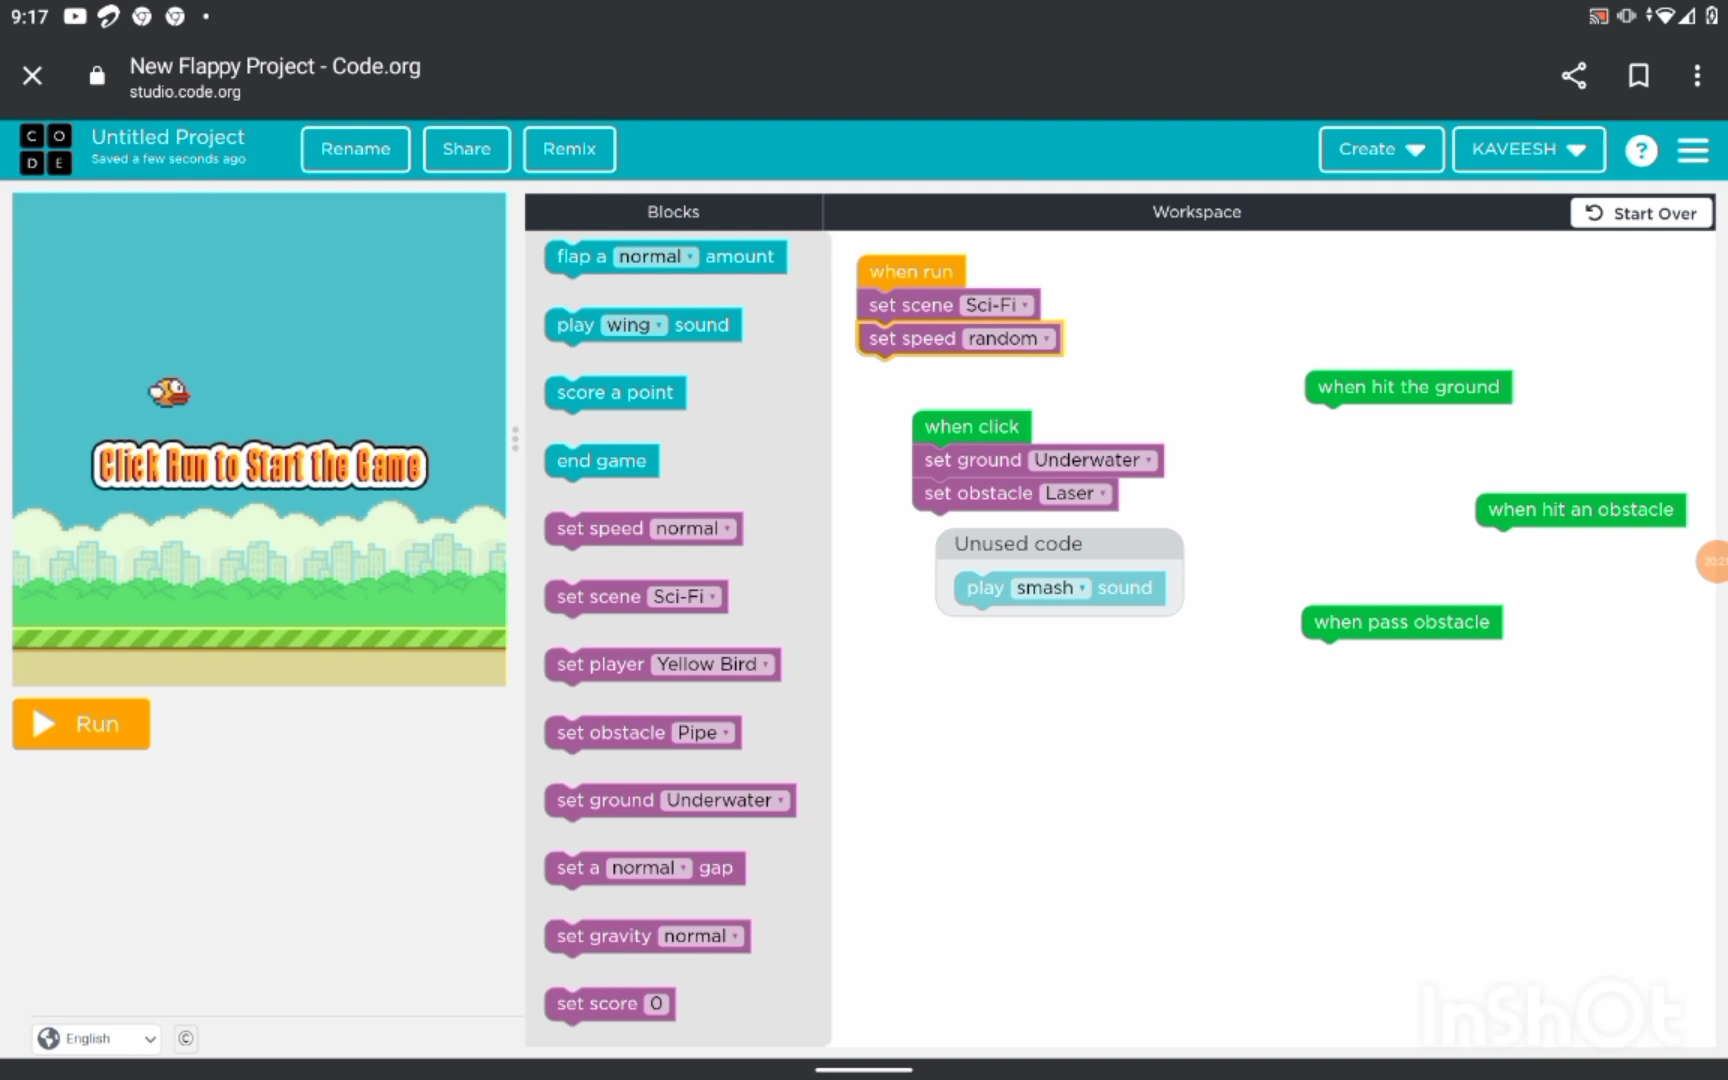 9:17
New Flappy Project - Code.org
studio.code.org
C O
D E
Untitled Project
Saved a few seconds ago
Rename
Share
Remix
Create
KAVEESH
?
Blocks
Workspace
Start Over
Click Run to Start the Game
Run
flap a normal amount
play wing sound
score a point
end game
set speed normal
set scene Sci-Fi
set player Yellow Bird
set obstacle Pipe
set ground Underwater
set a normal gap
set gravity normal
set score 0
when run
set scene Sci-Fi
set speed random
when click
set ground Underwater
set obstacle Laser
Unused code
play smash sound
when hit the ground
when hit an obstacle
when pass obstacle
English
©
InShOt